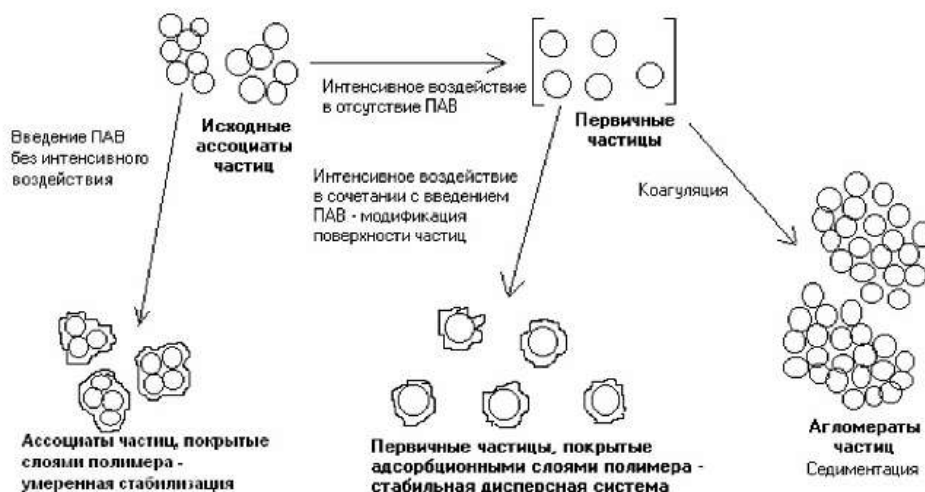 Исходные
ассоциаты
частиц
Интенсивное воздействие
в отсутствие ПАВ
Первичные
частицы
Введение ПАВ
без интенсивного
воздействия
Интенсивное воздействие
в сочетании с введением
ПАВ - модификация
поверхности частиц
Коагуляция
Ассоциаты частиц, покрытые
слоями полимера -
умеренная стабилизация
Первичные частицы, покрытые
адсорбционными слоями полимера -
стабильная дисперсная система
Агломераты
частиц
Седиментация